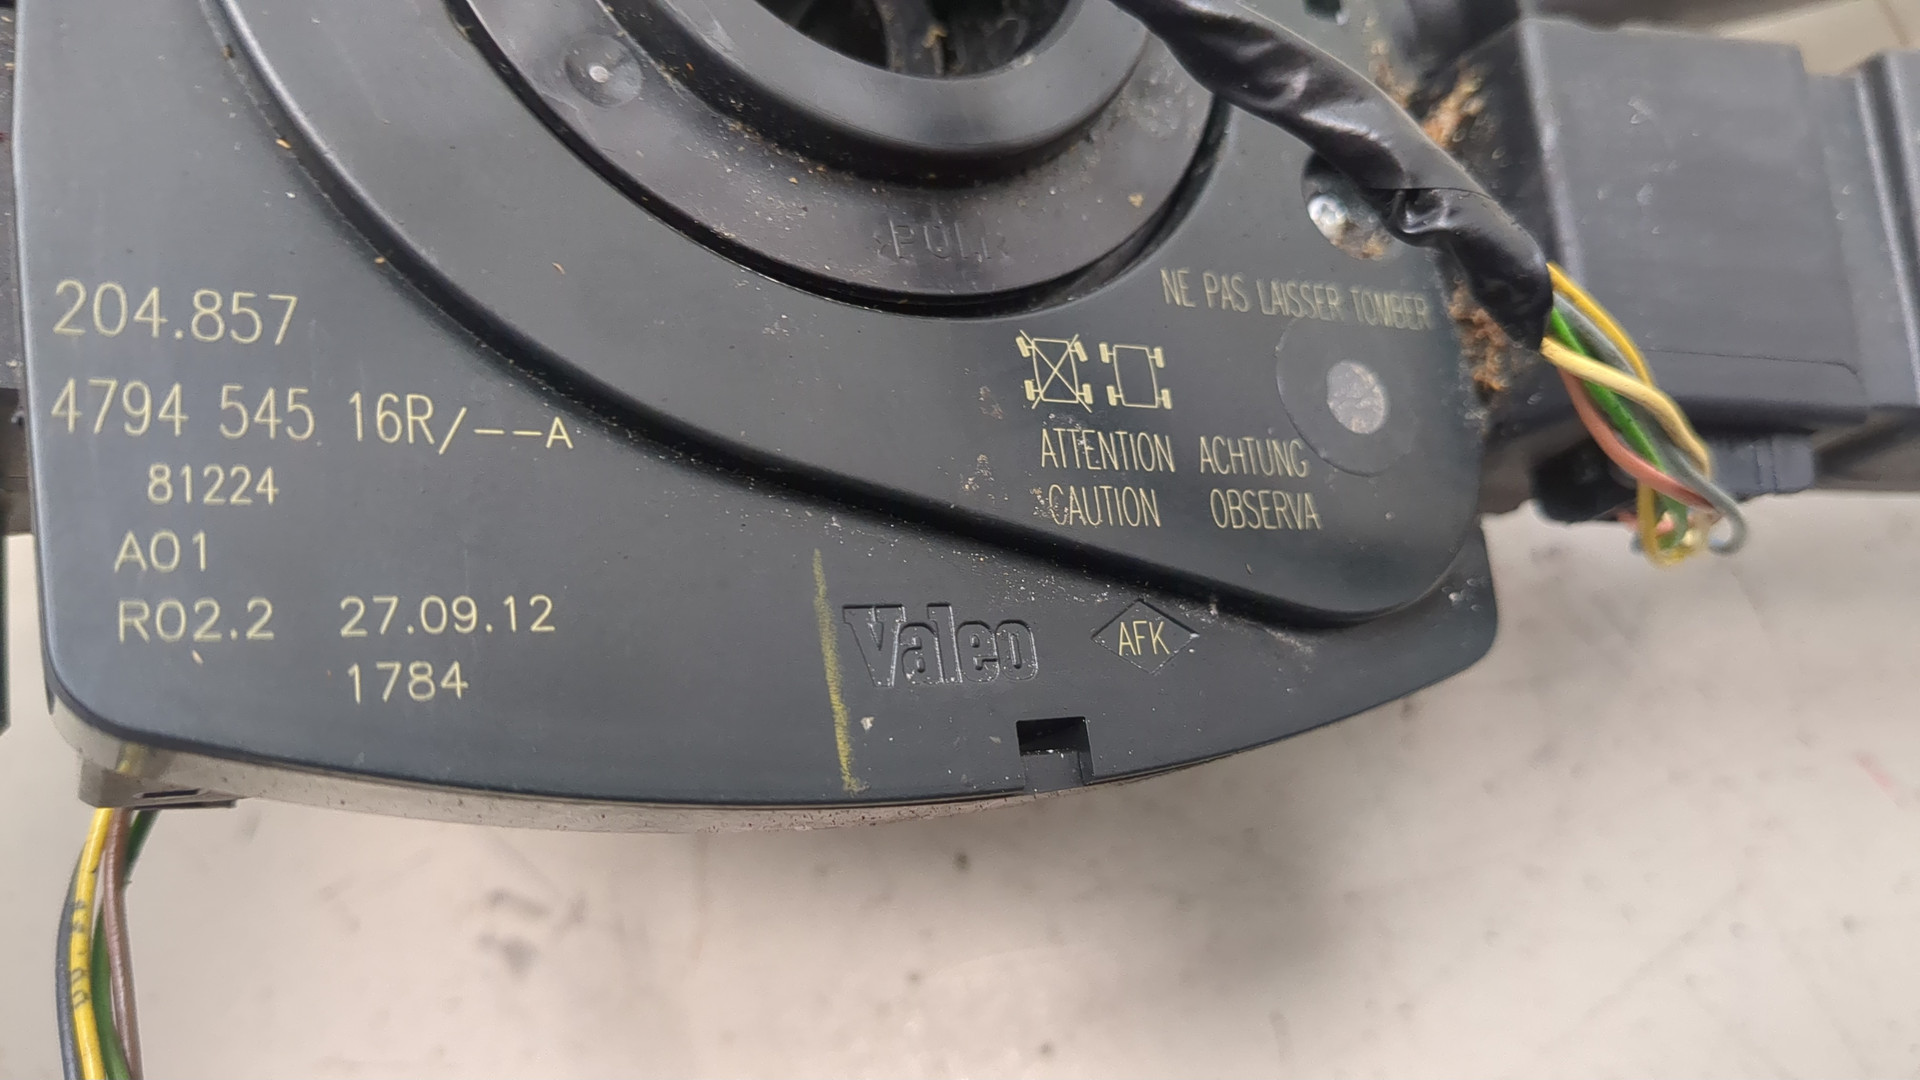 204.857
4794 545 16R/--A
81224
A01
R02.2 27.09.12
1784
NE PAS LAISSER TOMBER
ATTENTION ACHTUNG
CAUTION OBSERVA
Valeo
AFK